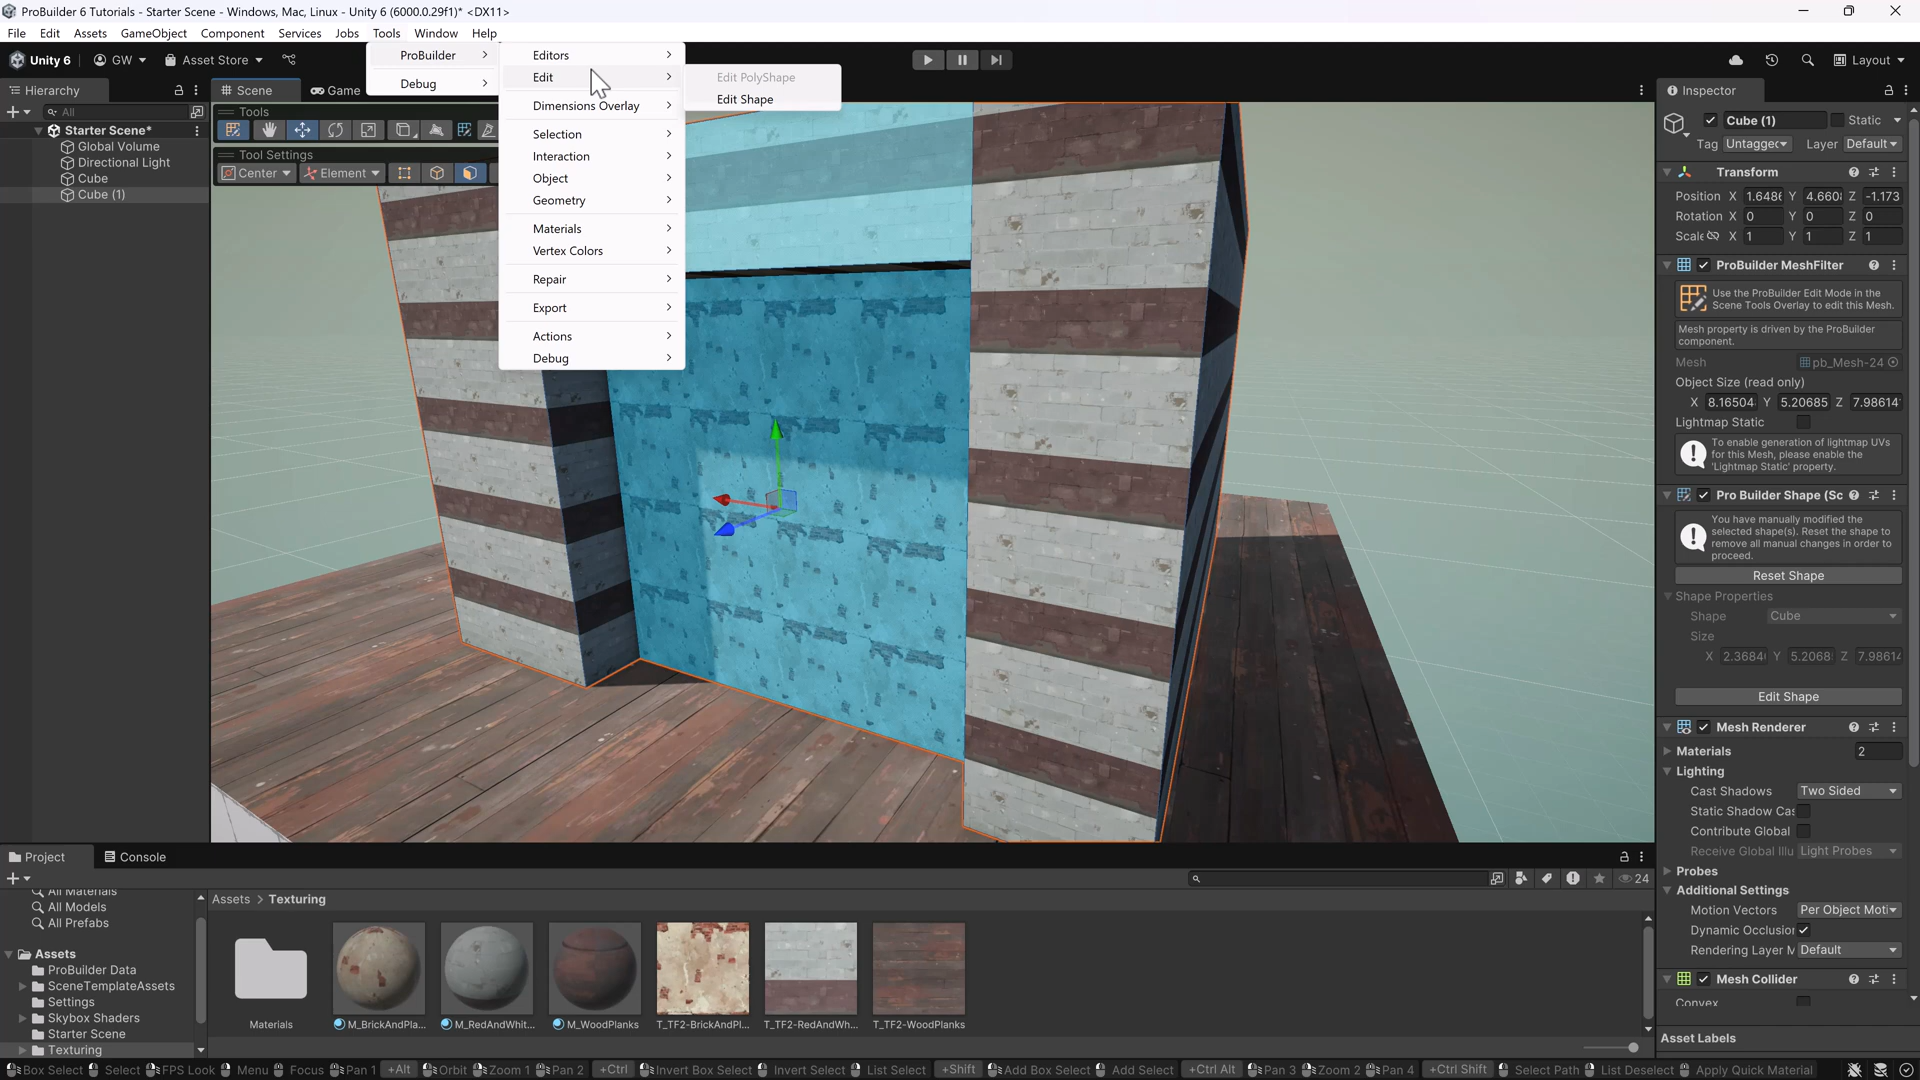 ProBuilder 6 Tutorials - Starter Scene - Windows, Mac, Linux - Unity 6 (6000.0.29f1)* <DX11>
File Edit Assets GameObject Component Services Jobs Tools Window Help
Unity 6 GW Asset Store Layout
ProBuilder
Debug
Editors
Edit
Dimensions Overlay
Selection
Interaction
Object
Geometry
Materials
Vertex Colors
Repair
Export
Actions
Debug
Edit PolyShape
Edit Shape
Hierarchy
All
Starter Scene*
Global Volume
Directional Light
Cube
Cube (1)
Scene Game
Tools
Tool Settings
Center Element
Inspector
Cube (1) Static
Tag Untagge Layer Default
Transform
Position X 1.648 Y 4.660 Z -1.173
Rotation X 0 Y 0 Z 0
Scale X 1 Y 1 Z 1
ProBuilder MeshFilter
Use the ProBuilder Edit Mode in the
Scene Tools Overlay to edit this Mesh.
Mesh property is driven by the ProBuilder
component.
Mesh pb_Mesh-24
Object Size (read only)
X 8.16504 Y 5.20685 Z 7.98614
Lightmap Static
To enable generation of lightmap UVs
for this Mesh, please enable the
'Lightmap Static' property.
Pro Builder Shape (Sc
You have manually modified the
selected shape(s). Reset the shape to
remove all manual changes in order to
proceed.
Reset Shape
Shape Properties
Shape Cube
Size
X 2.3684 Y 5.2068 Z 7.98614
Edit Shape
Mesh Renderer
Materials 2
Lighting
Cast Shadows Two Sided
Static Shadow Cas
Contribute Global
Receive Global Illu Light Probes
Probes
Additional Settings
Motion Vectors Per Object Moti
Dynamic Occlusion
Rendering Layer M Default
Mesh Collider
Convex
Asset Labels
Project Console
24
All Materials
All Models
All Prefabs
Assets
ProBuilder Data
SceneTemplateAssets
Settings
Skybox Shaders
Starter Scene
Texturing
Assets > Texturing
Materials M_BrickAndPla... M_RedAndWhit... M_WoodPlanks T_TF2-BrickAndPl... T_TF2-RedAndWh... T_TF2-WoodPlanks
Box Select Select FPS Look Menu Focus Pan 1 +Alt Orbit Zoom 1 Pan 2 +Ctrl Invert Box Select Invert Select List Select +Shift Add Box Select Add Select +Ctrl Alt Pan 3 Zoom 2 Pan 4 +Ctrl Shift Select Path List Deselect Apply Quick Material